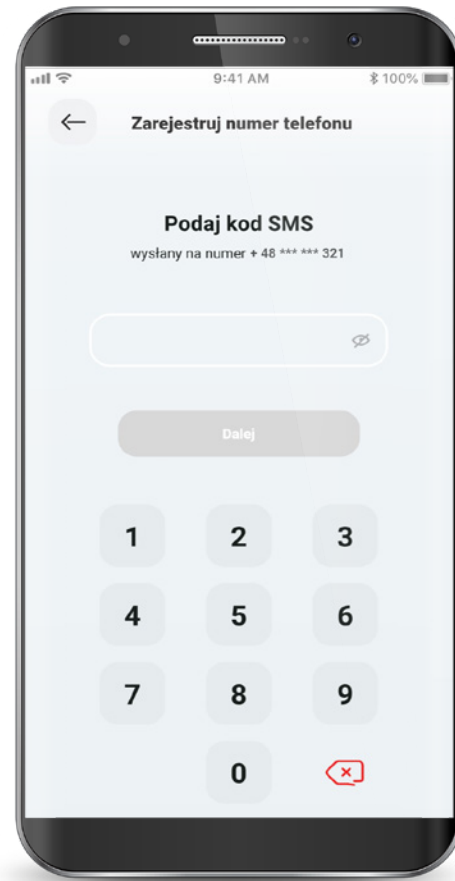 9:41 AM
100%
Zarejestruj numer telefonu
Podaj kod SMS
wysłany na numer + 48 *** *** 321
Dalej
1 2 3
4 5 6
7 8 9
0